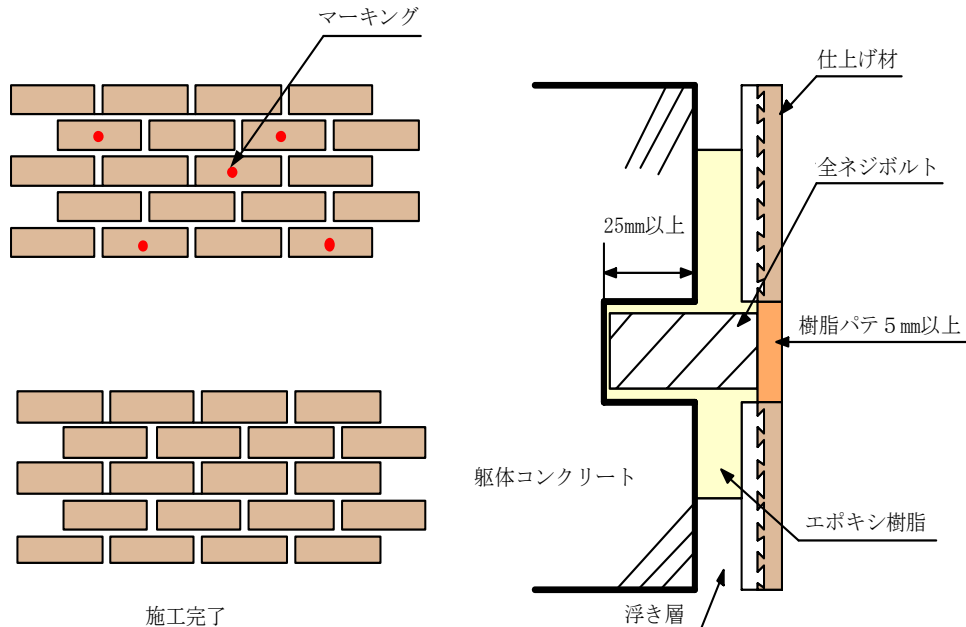 マーキング
仕上げ材
全ネジボルト
25mm以上
樹脂パテ5mm以上
躯体コンクリート
エポキシ樹脂
浮き層
施工完了